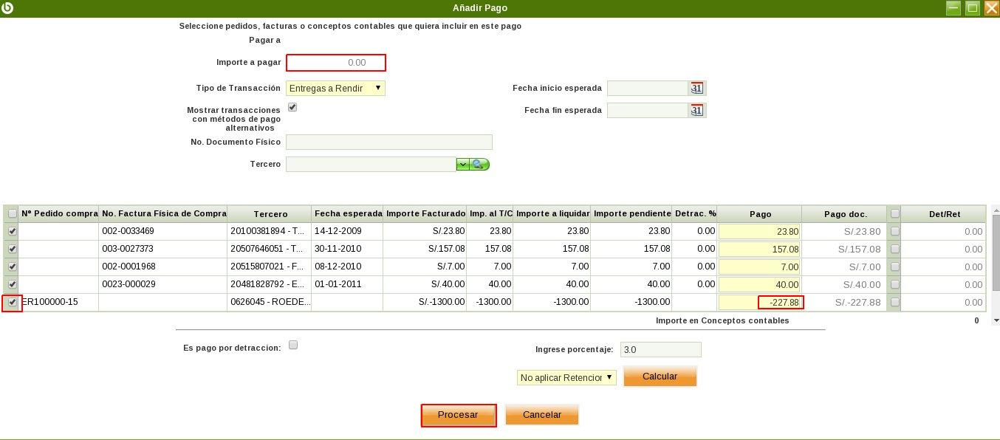 Añadir Pago
Seleccione pedidos, facturas o conceptos contables que quiera incluir en este pago
Pagar a
Importe a pagar 0.00
Tipo de Transacción Entregas a Rendir Fecha inicio esperada 31
Mostrar transacciones con métodos de pago alternativos Fecha fin esperada 31
No. Documento Físico
Tercero
Nº Pedido compra No. Factura Física de Compra Tercero Fecha esperada Importe Facturado Imp. al T/C Importe a liquidar Importe pendiente Detrac. % Pago Pago doc. Det/Ret
002-0033469 20100381894 - T... 14-12-2009 S/.23.80 23.80 23.80 23.80 0.00 23.80 S/.23.80 0.00
003-0027373 20507646051 - T... 30-11-2010 S/.157.08 157.08 157.08 157.08 0.00 157.08 S/.157.08 0.00
002-0001968 20515807021 - F... 08-12-2010 S/.7.00 7.00 7.00 7.00 0.00 7.00 S/.7.00 0.00
0023-000029 20481828792 - E... 01-01-2011 S/.40.00 40.00 40.00 40.00 0.00 40.00 S/.40.00 0.00
ER100000-15 0626045 - ROEDE... S/.-1300.00 -1300.00 -1300.00 -1300.00 -227.88 S/.-227.88 0.00
Importe en Conceptos contables 0
Es pago por detraccion: Ingrese porcentaje: 3.0
No aplicar Retencion Calcular
Procesar Cancelar